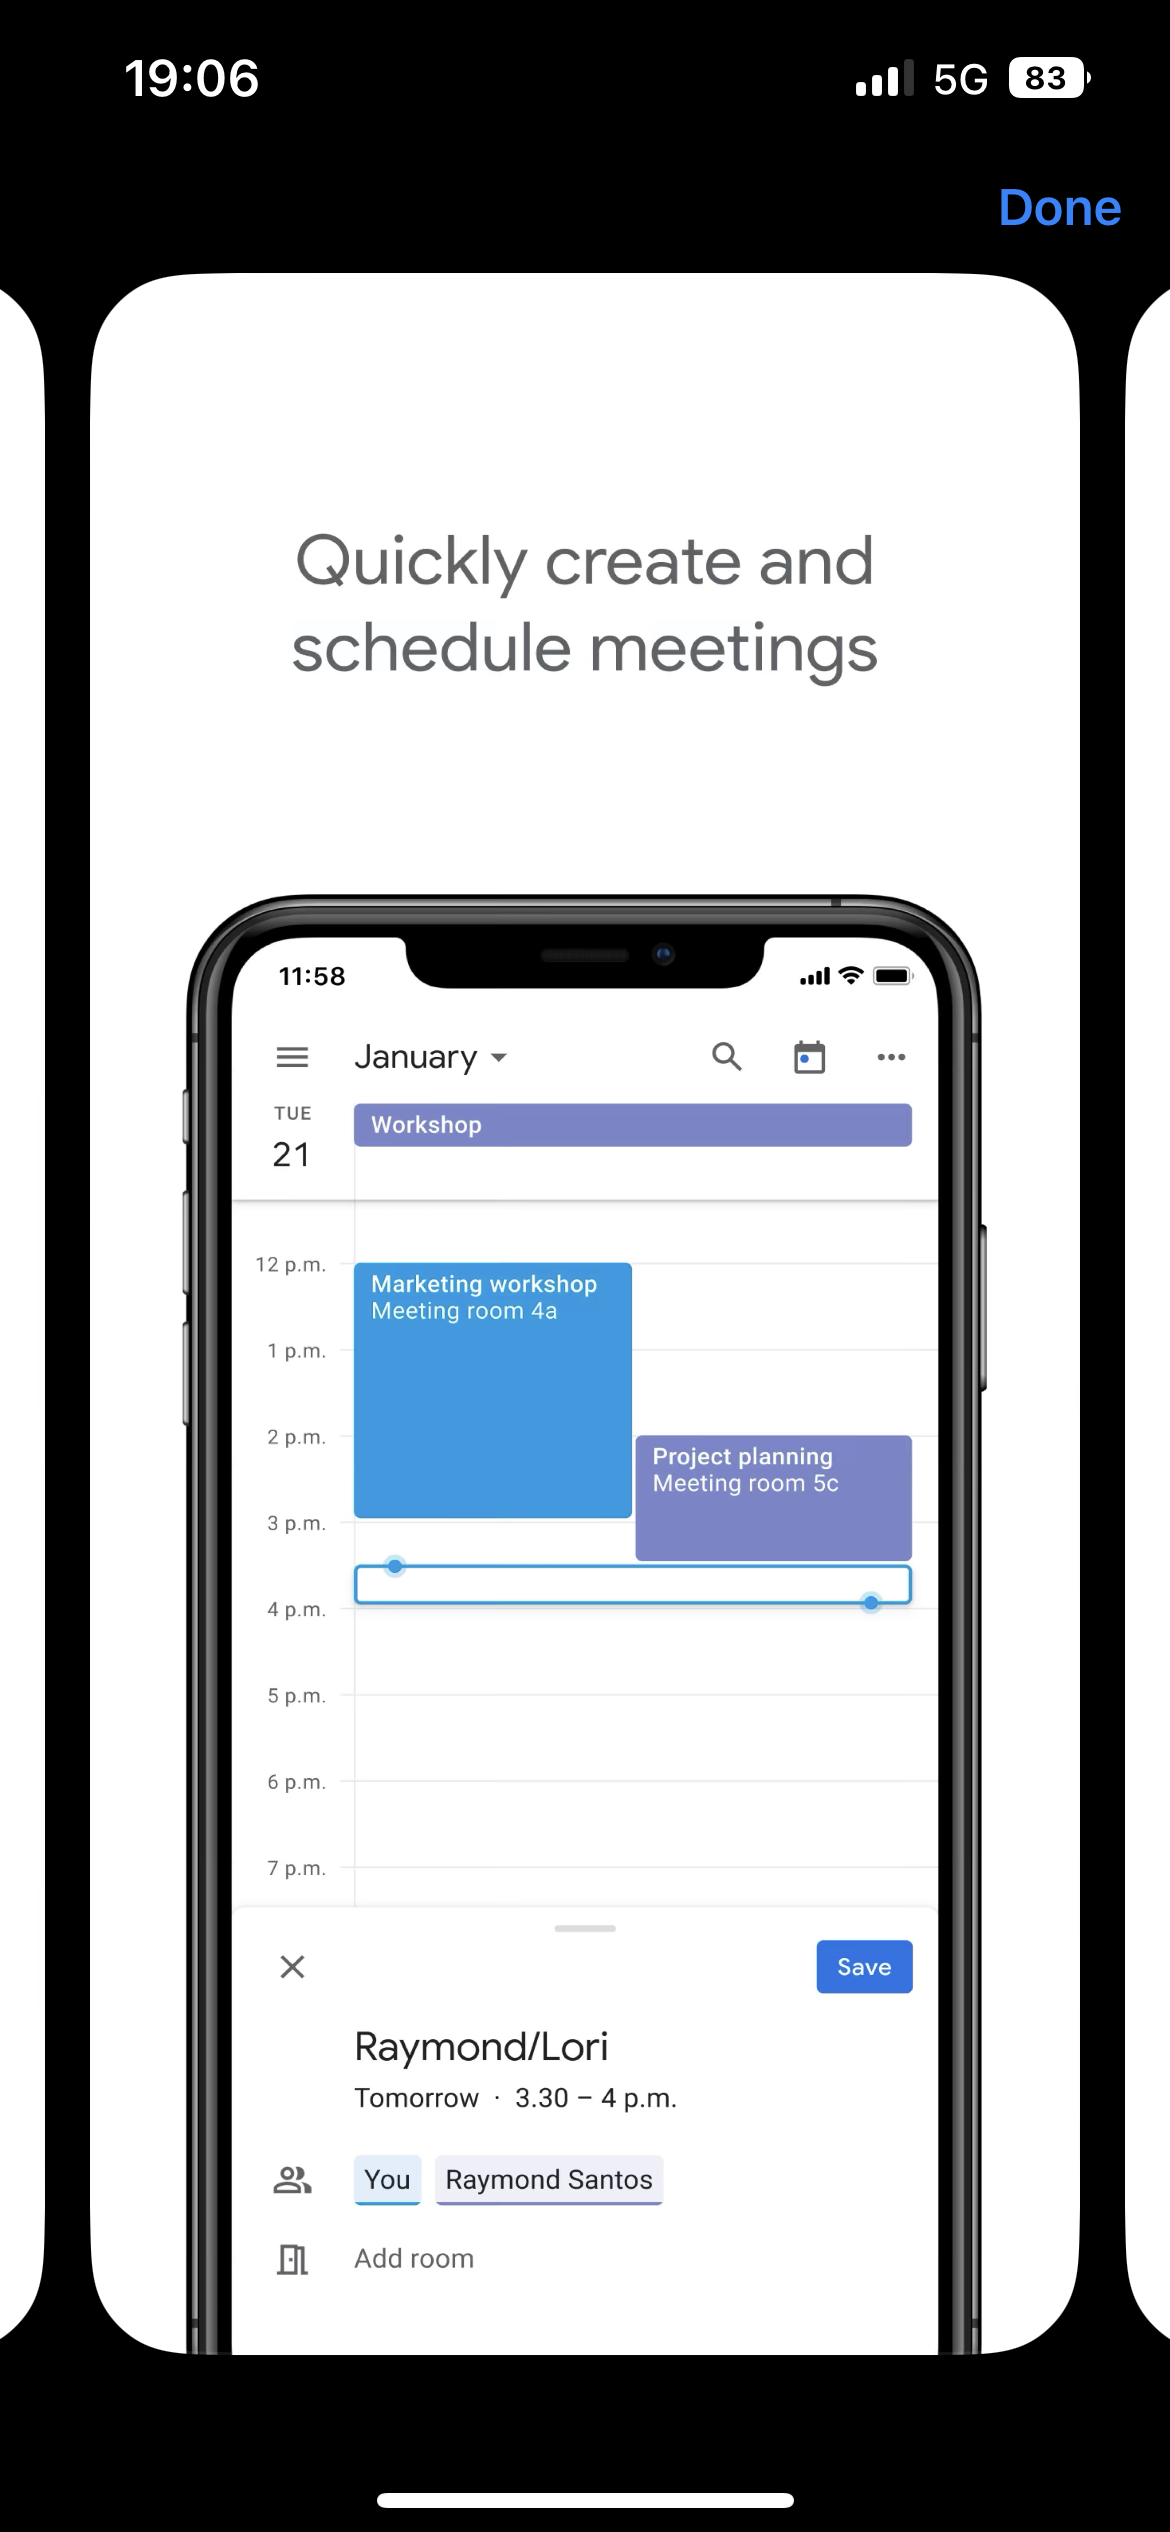 19:06
5G 83
Done
Quickly create and
schedule meetings
11:58
January
TUE
21
Workshop
12 p.m.
Marketing workshop
Meeting room 4a
1 p.m.
2 p.m.
Project planning
Meeting room 5c
3 p.m.
4 p.m.
5 p.m.
6 p.m.
7 p.m.
Save
Raymond/Lori
Tomorrow · 3.30 – 4 p.m.
You Raymond Santos
Add room